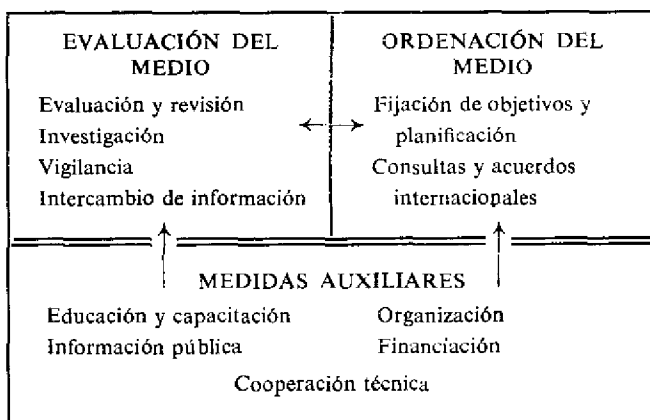 EVALUACIÓN DEL
MEDIO
Evaluación y revisión
Investigación
Vigilancia
Intercambio de información
ORDENACIÓN DEL
MEDIO
Fijación de objetivos y
planificación
Consultas y acuerdos
internacionales
MEDIDAS AUXILIARES
Educación y capacitación
Información pública
Organización
Financiación
Cooperación técnica